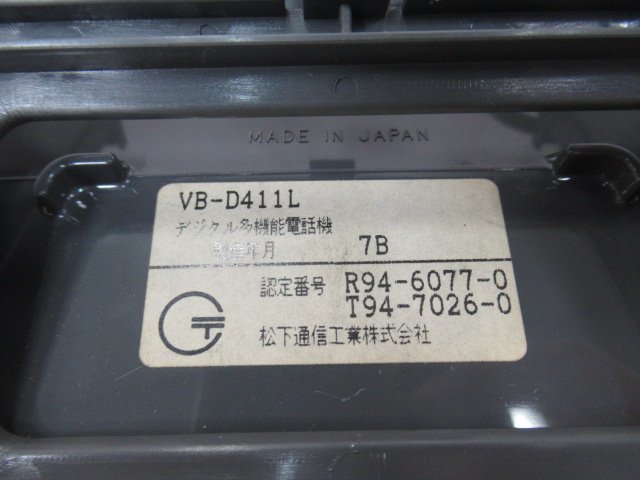 MADE IN JAPAN
VB-D411L
デジタル多機能電話機
製造年月 7B
認定番号 R94-6077-0
T94-7026-0
松下通信工業株式会社